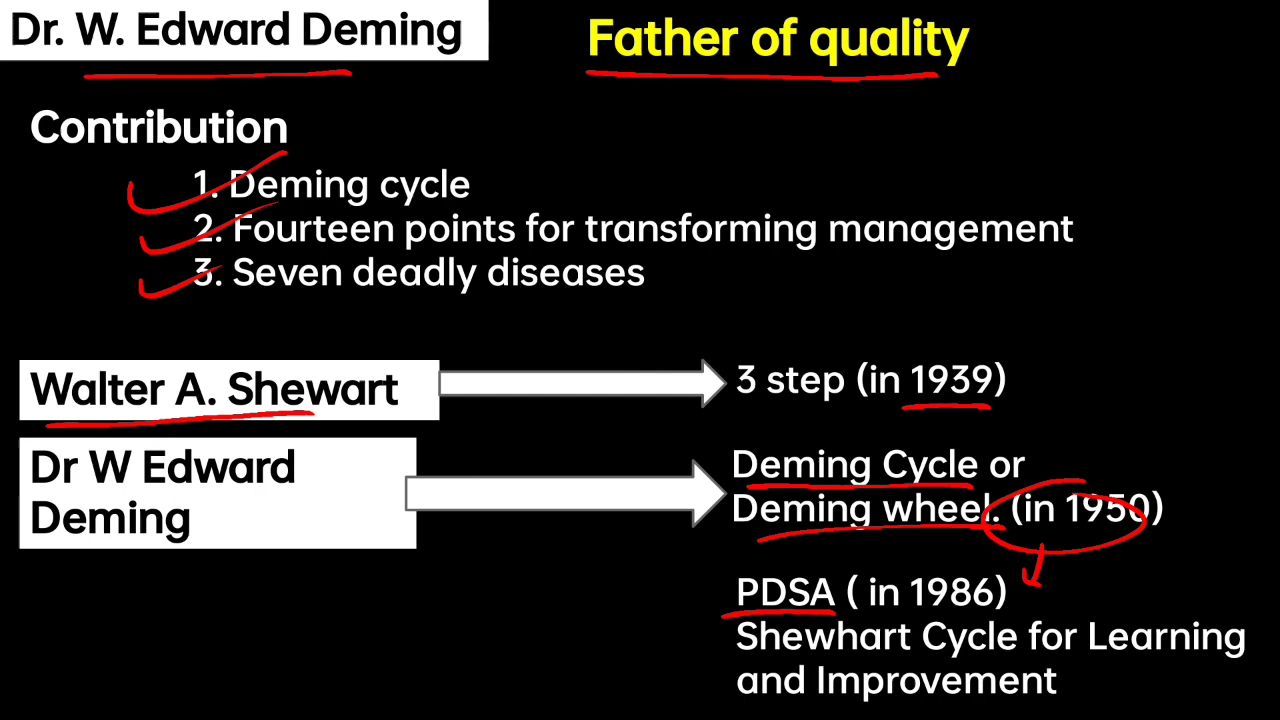 Dr. W. Edward Deming
Father of quality
Contribution
1. Deming cycle
2. Fourteen points for transforming management
3. Seven deadly diseases
Walter A. Shewart
3 step (in 1939)
Dr W Edward
Deming
Deming Cycle or
Deming wheel. (in 1950)
PDSA ( in 1986)
Shewhart Cycle for Learning
and Improvement